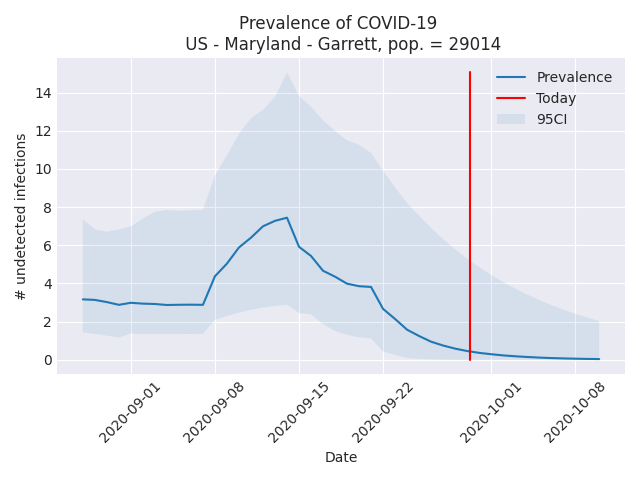 Prevalence of COVID-19
US - Maryland - Garrett, pop. = 29014
Prevalence
Today
95CI
14
12
10
8
6
4
2
0
# undetected infections
2020-09-01
2020-09-08
2020-09-15
2020-09-22
2020-10-01
2020-10-08
Date